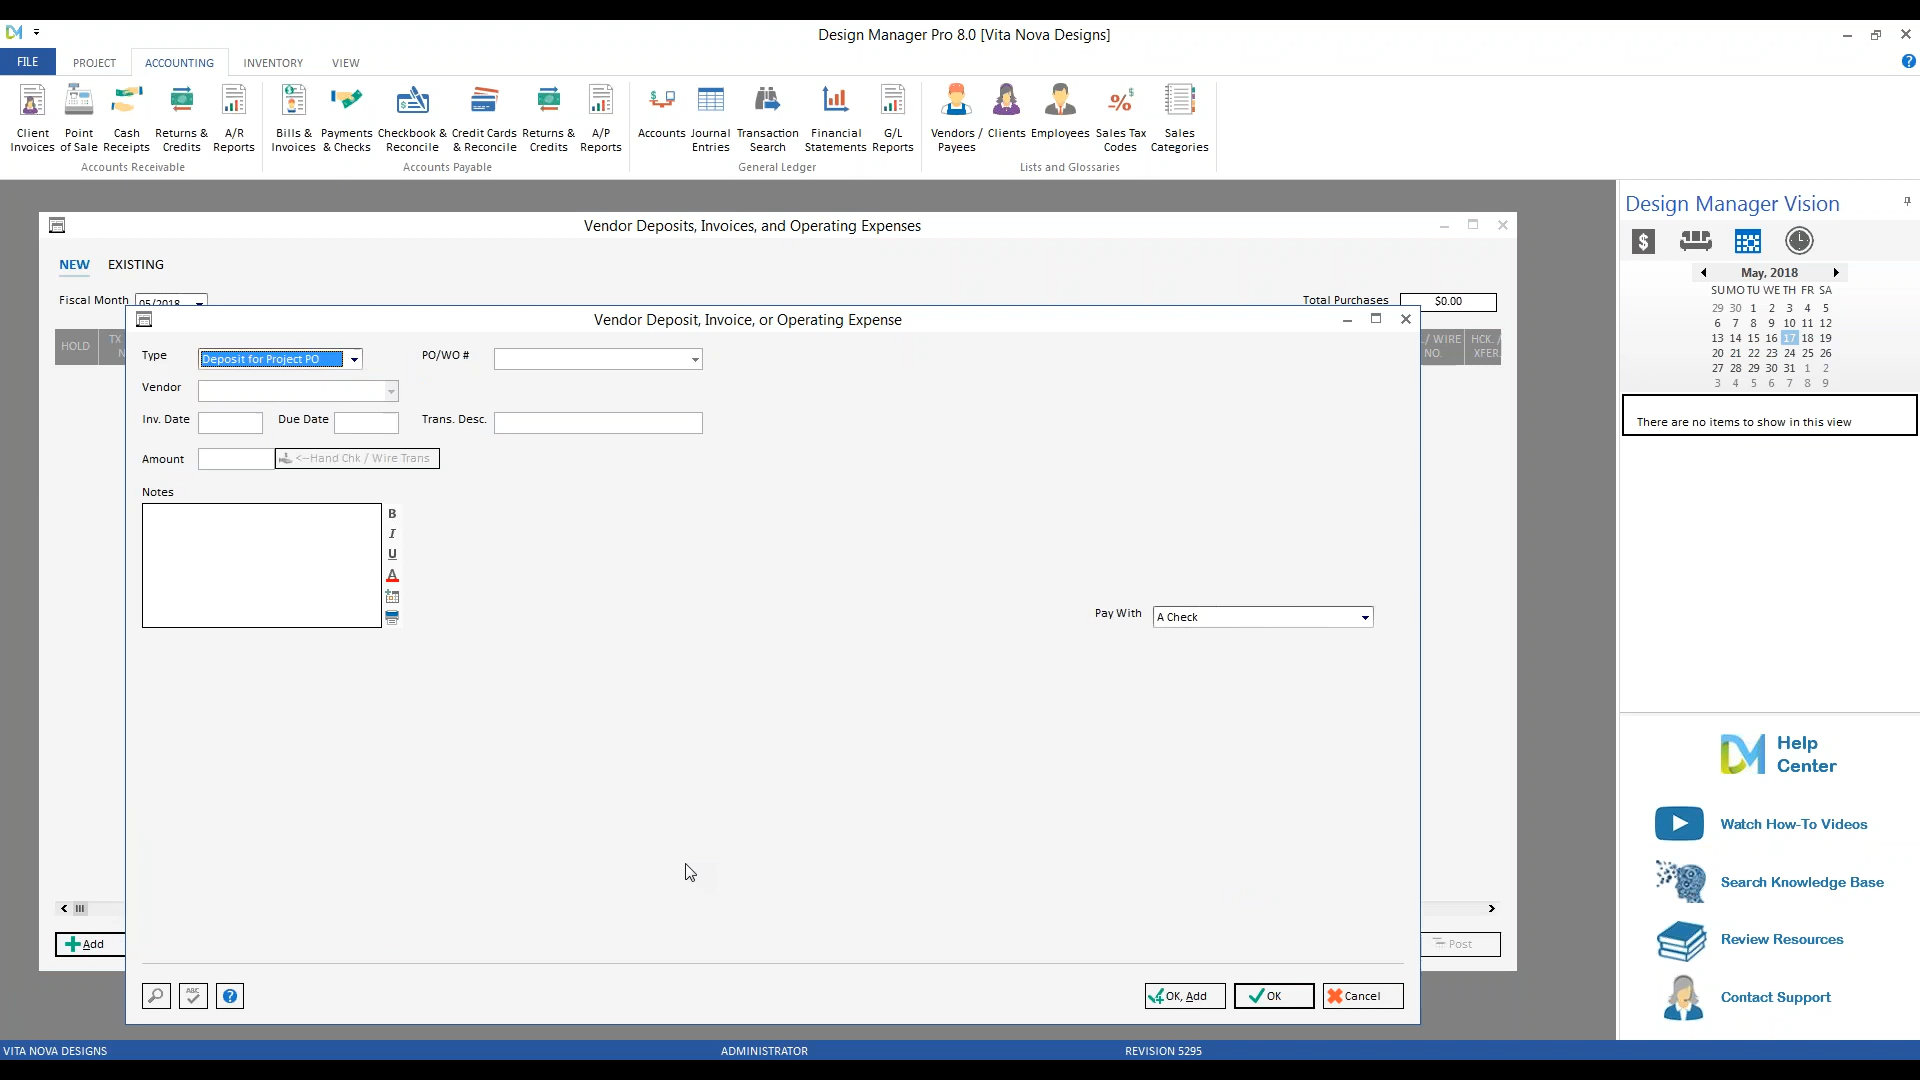 Design Manager Pro 8.0 [Vita Nova Designs]
FILE PROJECT ACCOUNTING INVENTORY VIEW
Client Invoices
Point of Sale
Cash Receipts
Returns & Credits
A/R Reports
Accounts Receivable
Bills & Invoices
Payments & Checks
Checkbook & Reconcile
Credit Cards & Reconcile
Returns & Credits
A/P Reports
Accounts Payable
Accounts
Journal Entries
Transaction Search
Financial Statements
G/L Reports
General Ledger
Vendors / Payees
Clients
Employees
Sales Tax Codes
Sales Categories
Lists and Glossaries
Vendor Deposits, Invoices, and Operating Expenses
NEW EXISTING
Fiscal Month 05/2018
Total Purchases $0.00
HOLD TX N / WIRE NO. HCK. / XFER.
Vendor Deposit, Invoice, or Operating Expense
Type Deposit for Project PO PO/WO #
Vendor
Inv. Date Due Date Trans. Desc.
Amount <--Hand Chk / Wire Trans
Notes
B
I
U
A
Pay With A Check
Add
Post
ABC
?
OK, Add OK Cancel
Design Manager Vision
$
May, 2018
SU MO TU WE TH FR SA
29 30 1 2 3 4 5
6 7 8 9 10 11 12
13 14 15 16 17 18 19
20 21 22 23 24 25 26
27 28 29 30 31 1 2
3 4 5 6 7 8 9
There are no items to show in this view
DM Help Center
Watch How-To Videos
Search Knowledge Base
Review Resources
Contact Support
VITA NOVA DESIGNS ADMINISTRATOR REVISION 5295